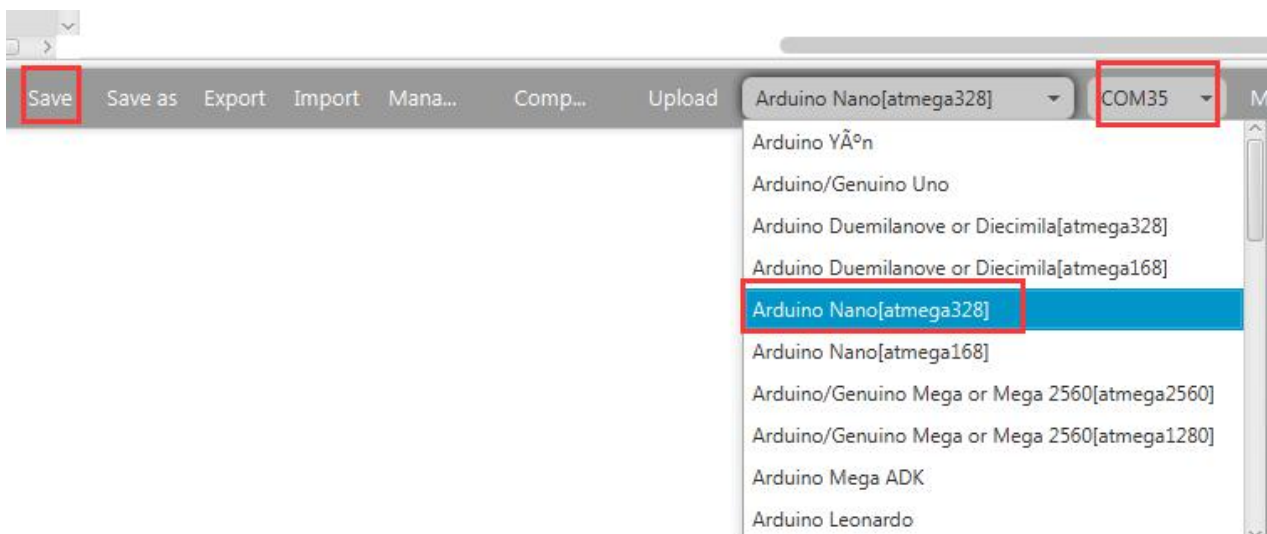 Save Save as Export Import Mana... Comp... Upload Arduino Nano[atmega328] COM35 M
Arduino YÃºn
Arduino/Genuino Uno
Arduino Duemilanove or Diecimila[atmega328]
Arduino Duemilanove or Diecimila[atmega168]
Arduino Nano[atmega328]
Arduino Nano[atmega168]
Arduino/Genuino Mega or Mega 2560[atmega2560]
Arduino/Genuino Mega or Mega 2560[atmega1280]
Arduino Mega ADK
Arduino Leonardo